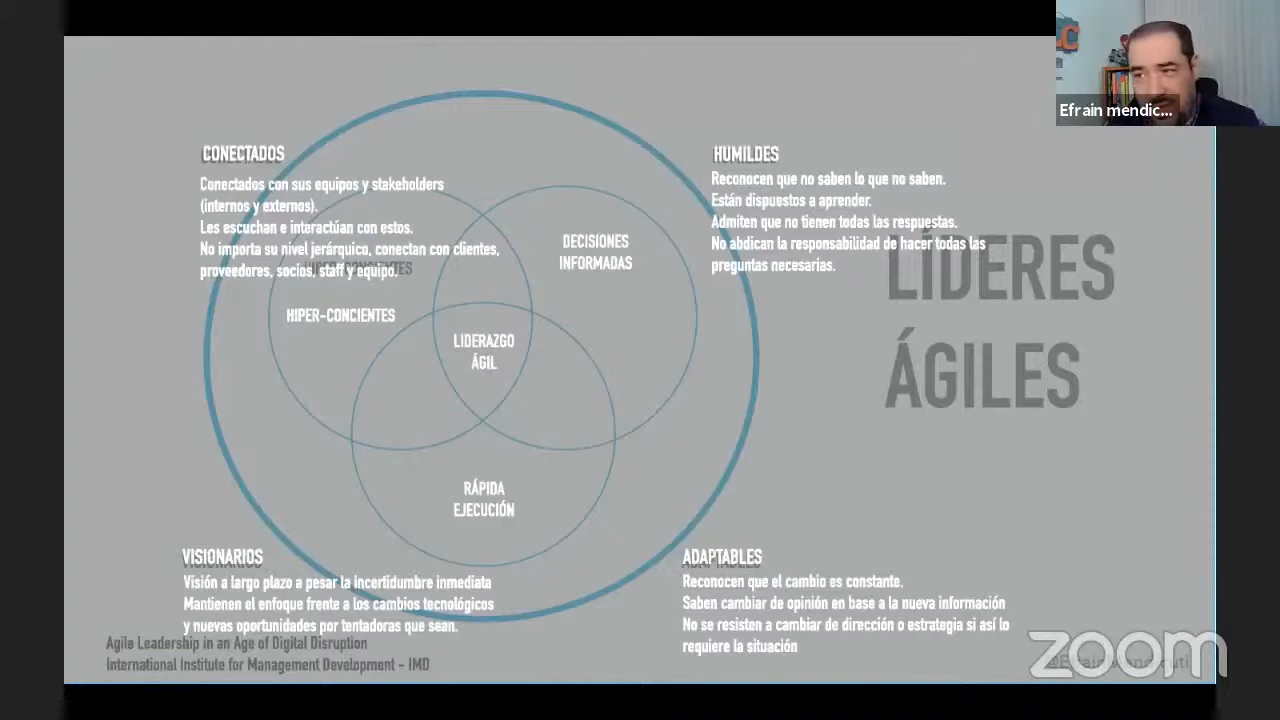 Efrain mendic...
CONECTADOS
Conectados con sus equipos y stakeholders
(internos y externos).
Les escuchan e interactúan con estos.
No importa su nivel jerárquico, conectan con clientes,
proveedores, socios, staff y equipo.
HUMILDES
Reconocen que no saben lo que no saben.
Están dispuestos a aprender.
Admiten que no tienen todas las respuestas.
No abdican la responsabilidad de hacer todas las
preguntas necesarias.
LÍDERES
ÁGILES
DECISIONES
INFORMADAS
HIPER-CONCIENTES
LIDERAZGO
ÁGIL
RÁPIDA
EJECUCIÓN
VISIONARIOS
Visión a largo plazo a pesar la incertidumbre inmediata
Mantienen el enfoque frente a los cambios tecnológicos
y nuevas oportunidades por tentadoras que sean.
ADAPTABLES
Reconocen que el cambio es constante.
Saben cambiar de opinión en base a la nueva información
No se resisten a cambiar de dirección o estrategia si así lo
requiere la situación
Agile Leadership in an Age of Digital Disruption
International Institute for Management Development - IMD
zoom